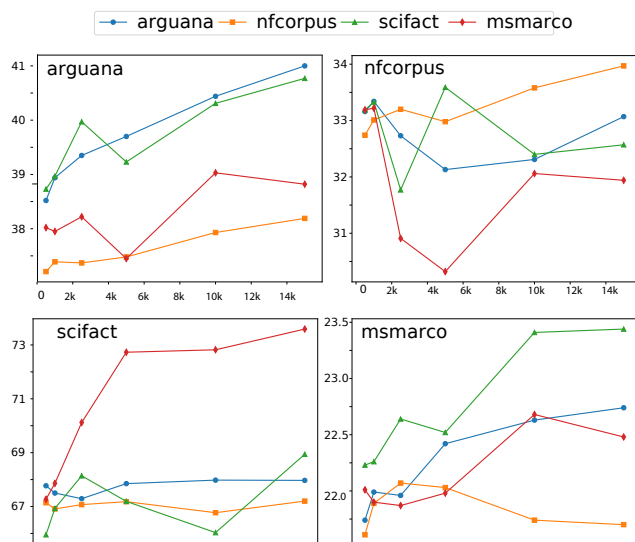 arguana nfcorpus scifact msmarco
arguana
41
40
39
38
0 2k 4k 6k 8k 10k 12k 14k
nfcorpus
34
33
32
31
0 2k 4k 6k 8k 10k 12k 14k
scifact
73
71
69
67
msmarco
23.5
23.0
22.5
22.0